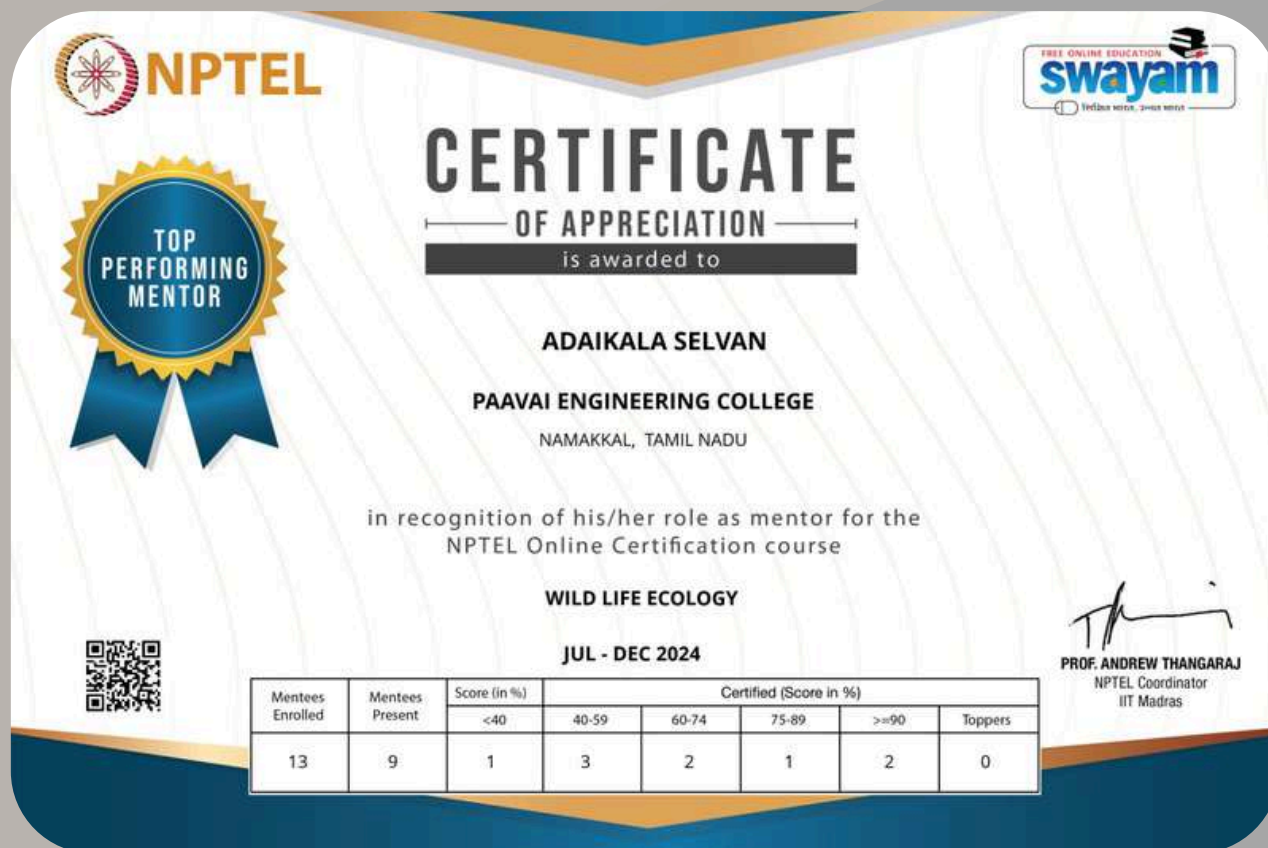 NPTEL
FREE ONLINE EDUCATION
swayam
CERTIFICATE
OF APPRECIATION
is awarded to
TOP
PERFORMING
MENTOR
ADAIKALA SELVAN
PAAVAI ENGINEERING COLLEGE
NAMAKKAL, TAMIL NADU
in recognition of his/her role as mentor for the
NPTEL Online Certification course
WILD LIFE ECOLOGY
JUL - DEC 2024
PROF. ANDREW THANGARAJ
NPTEL Coordinator
IIT Madras
Mentees Enrolled Mentees Present Score (in %) Certified (Score in %)
<40 40-59 60-74 75-89 >=90 Toppers
13 9 1 3 2 1 2 0